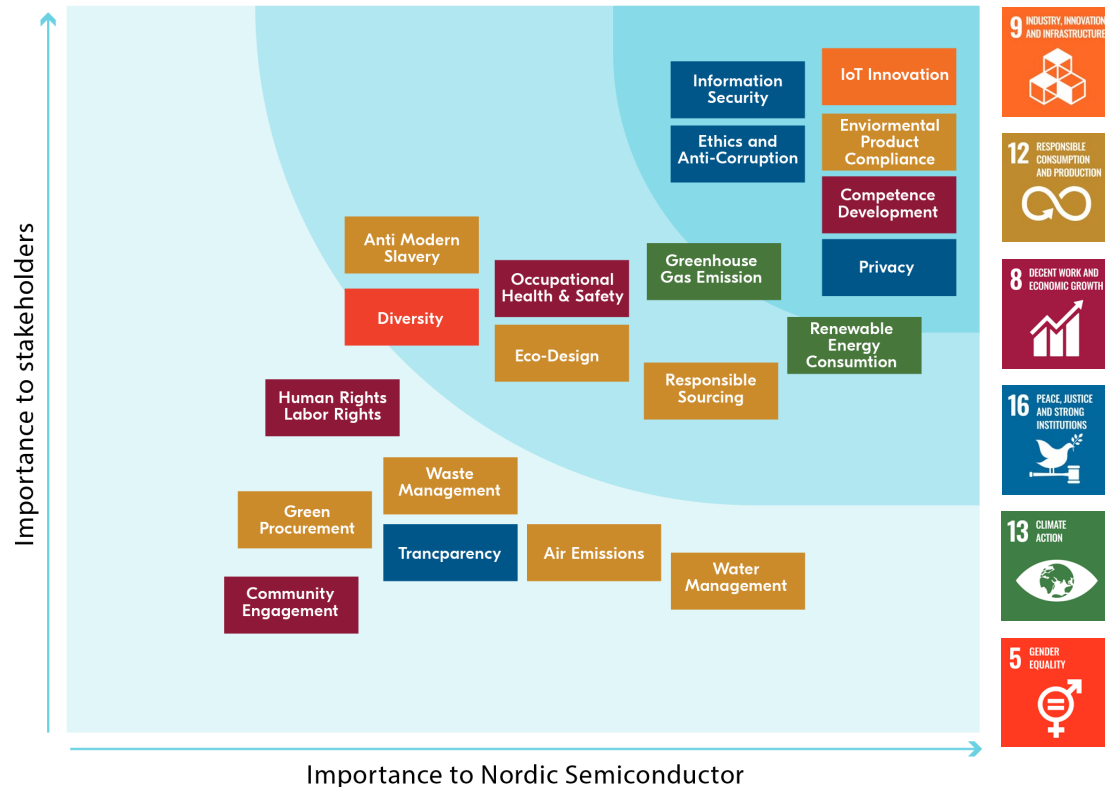 Importance to stakeholders
Information
Security
IoT Innovation
Ethics and
Anti-Corruption
Enviormental
Product
Compliance
Competence
Development
Privacy
Anti Modern
Slavery
Occupational
Health & Safety
Greenhouse
Gas Emission
Diversity
Eco-Design
Renewable
Energy
Consumtion
Responsible
Sourcing
Human Rights
Labor Rights
Waste
Management
Green
Procurement
Trancparency
Air Emissions
Water
Management
Community
Engagement
Importance to Nordic Semiconductor
9 INDUSTRY, INNOVATION
AND INFRASTRUCTURE
12 RESPONSIBLE
CONSUMPTION
AND PRODUCTION
8 DECENT WORK AND
ECONOMIC GROWTH
16 PEACE, JUSTICE
AND STRONG
INSTITUTIONS
13 CLIMATE
ACTION
5 GENDER
EQUALITY